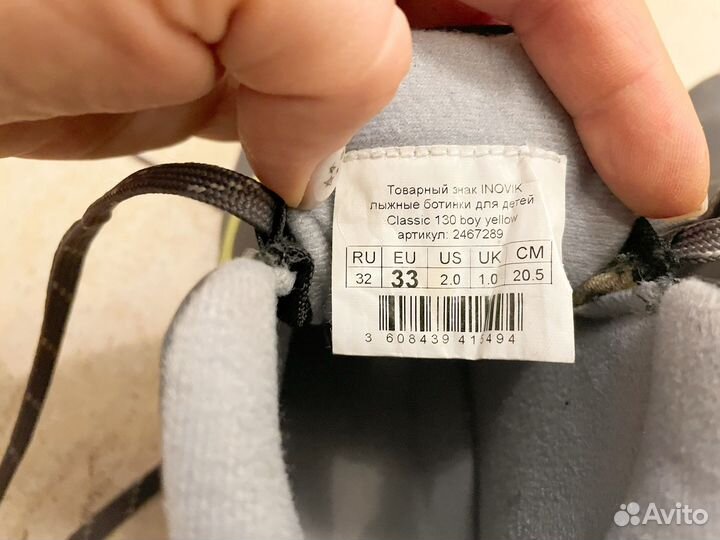 Товарный знак INOVIK
лыжные ботинки для детей
Classic 130 boy yellow
артикул: 2467289
RU EU US UK CM
32 33 2.0 1.0 20.5
3 608439 415494
Avito